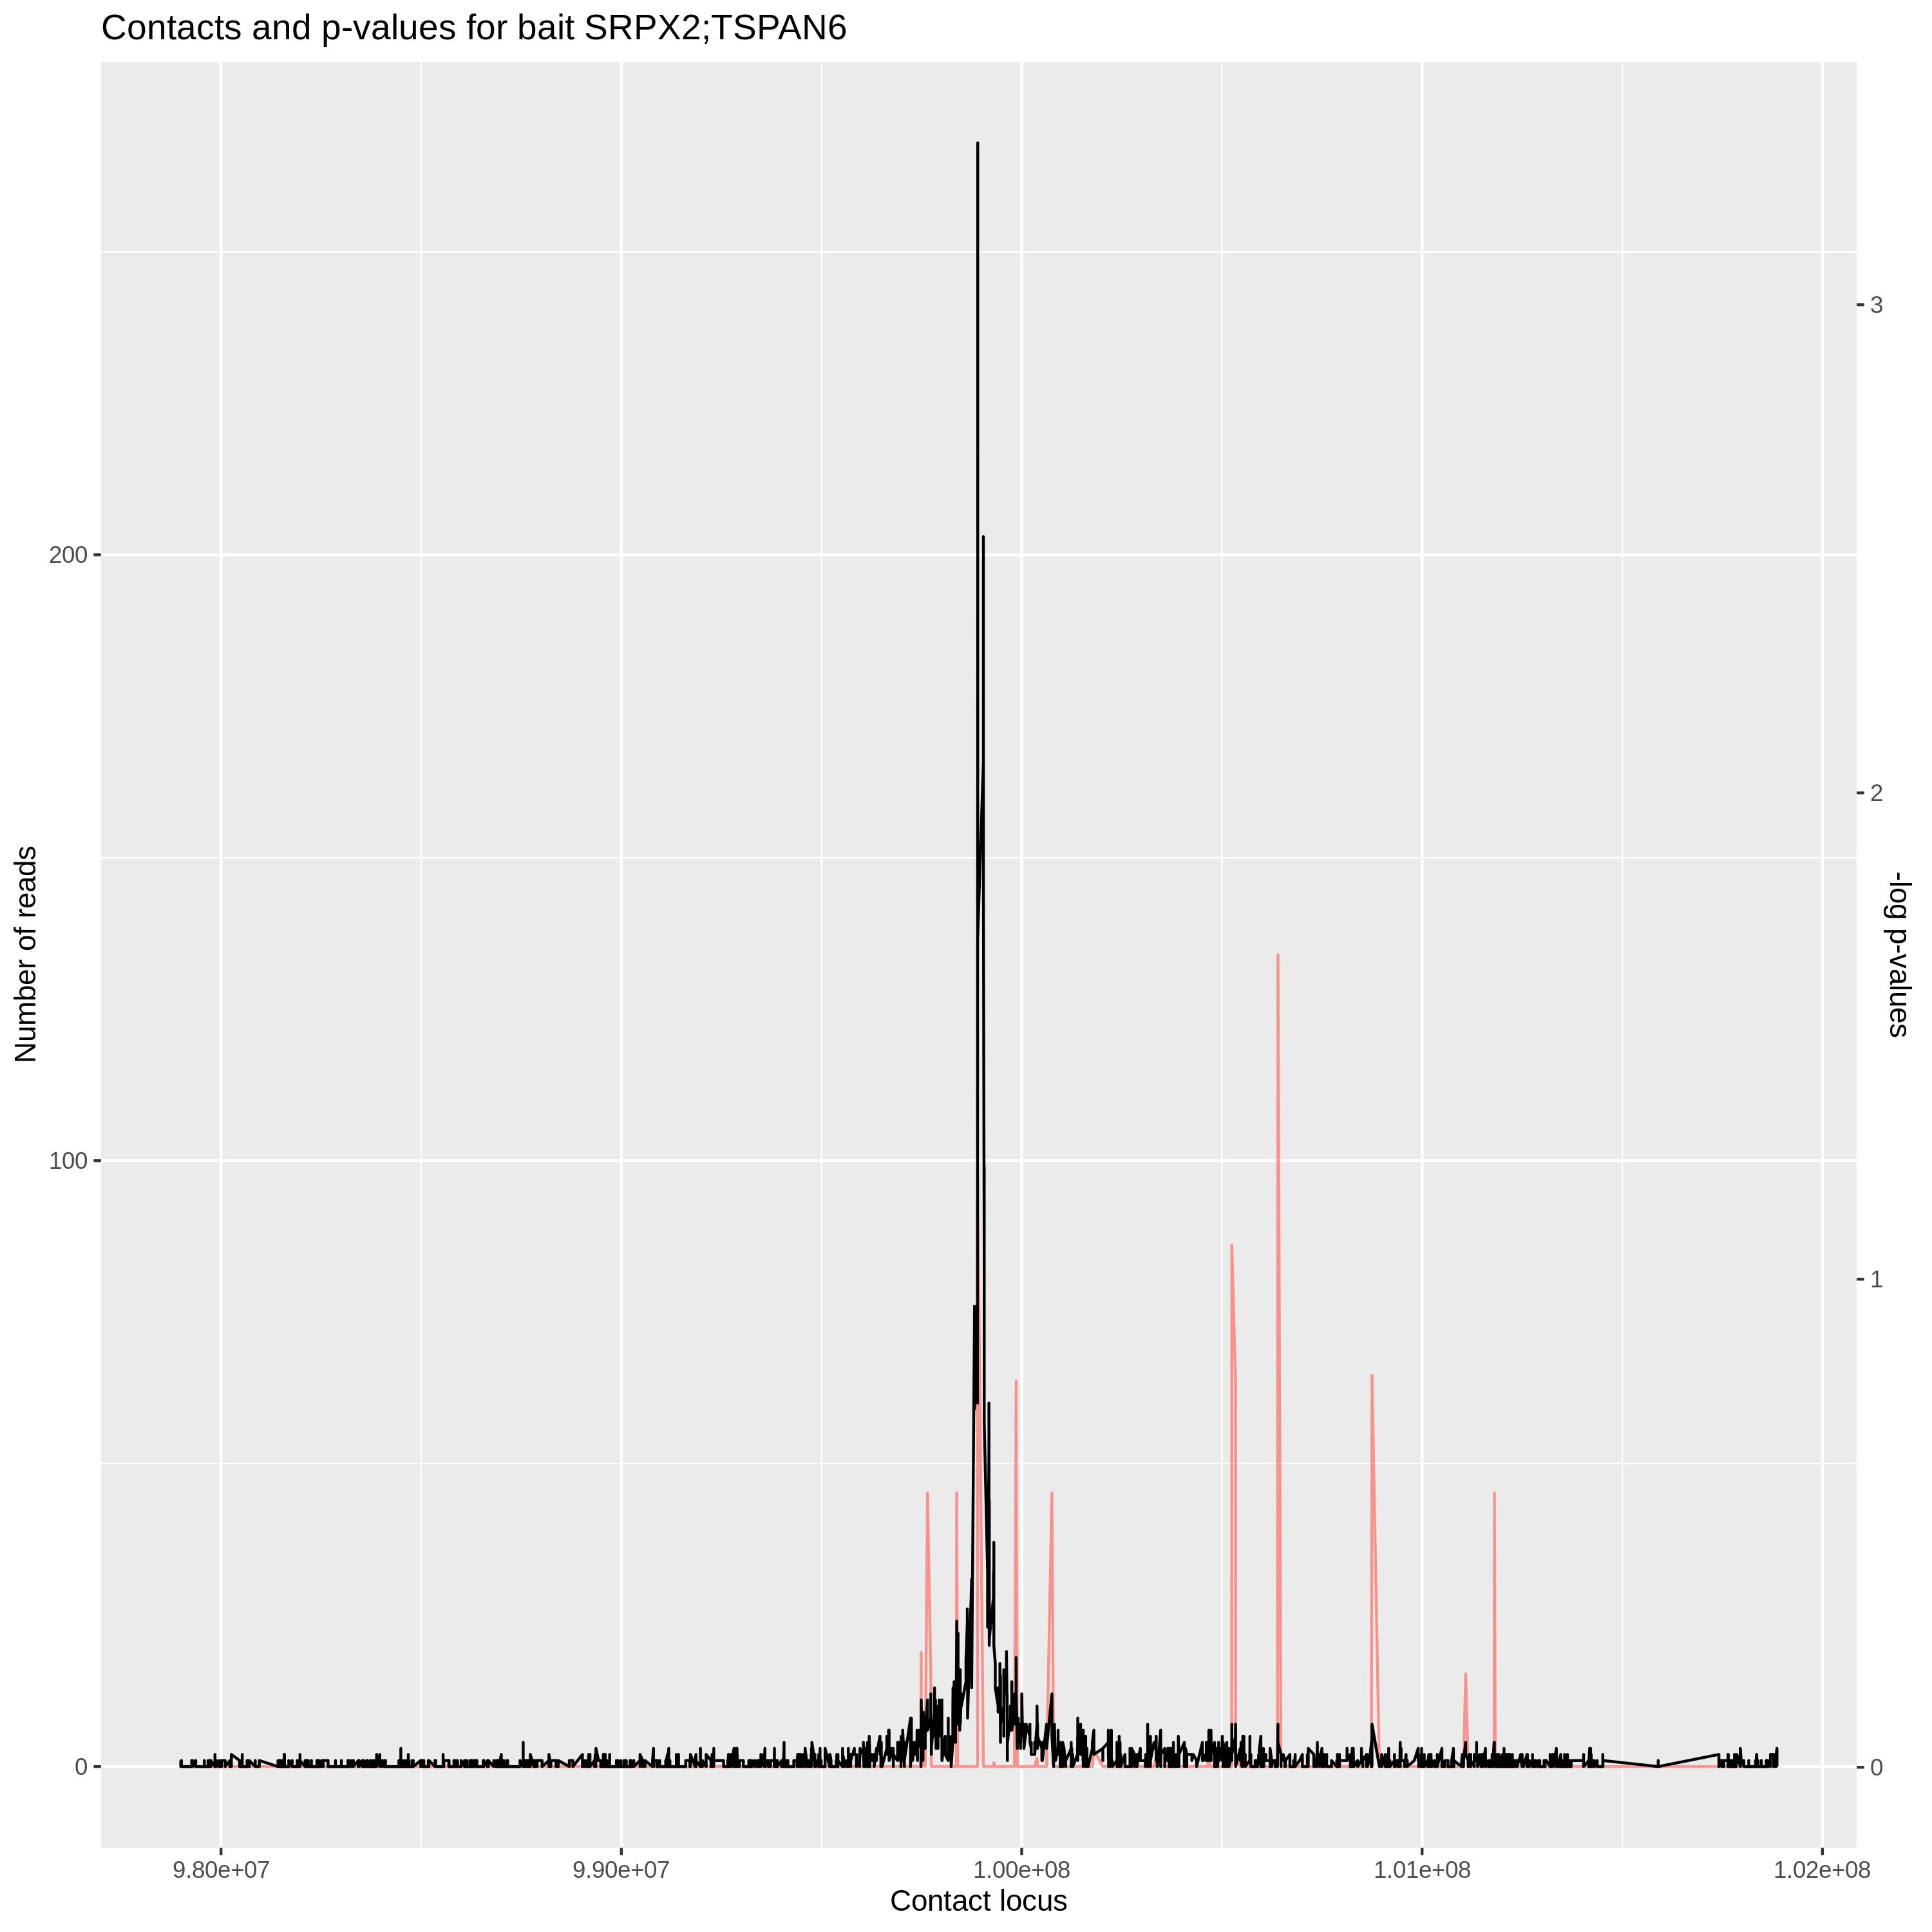 Contacts and p-values for bait SRPX2;TSPAN6
Number of reads
200
100
0
3
2
1
0
-log p-values
9.80e+07 9.90e+07 1.00e+08 1.01e+08 1.02e+08
Contact locus